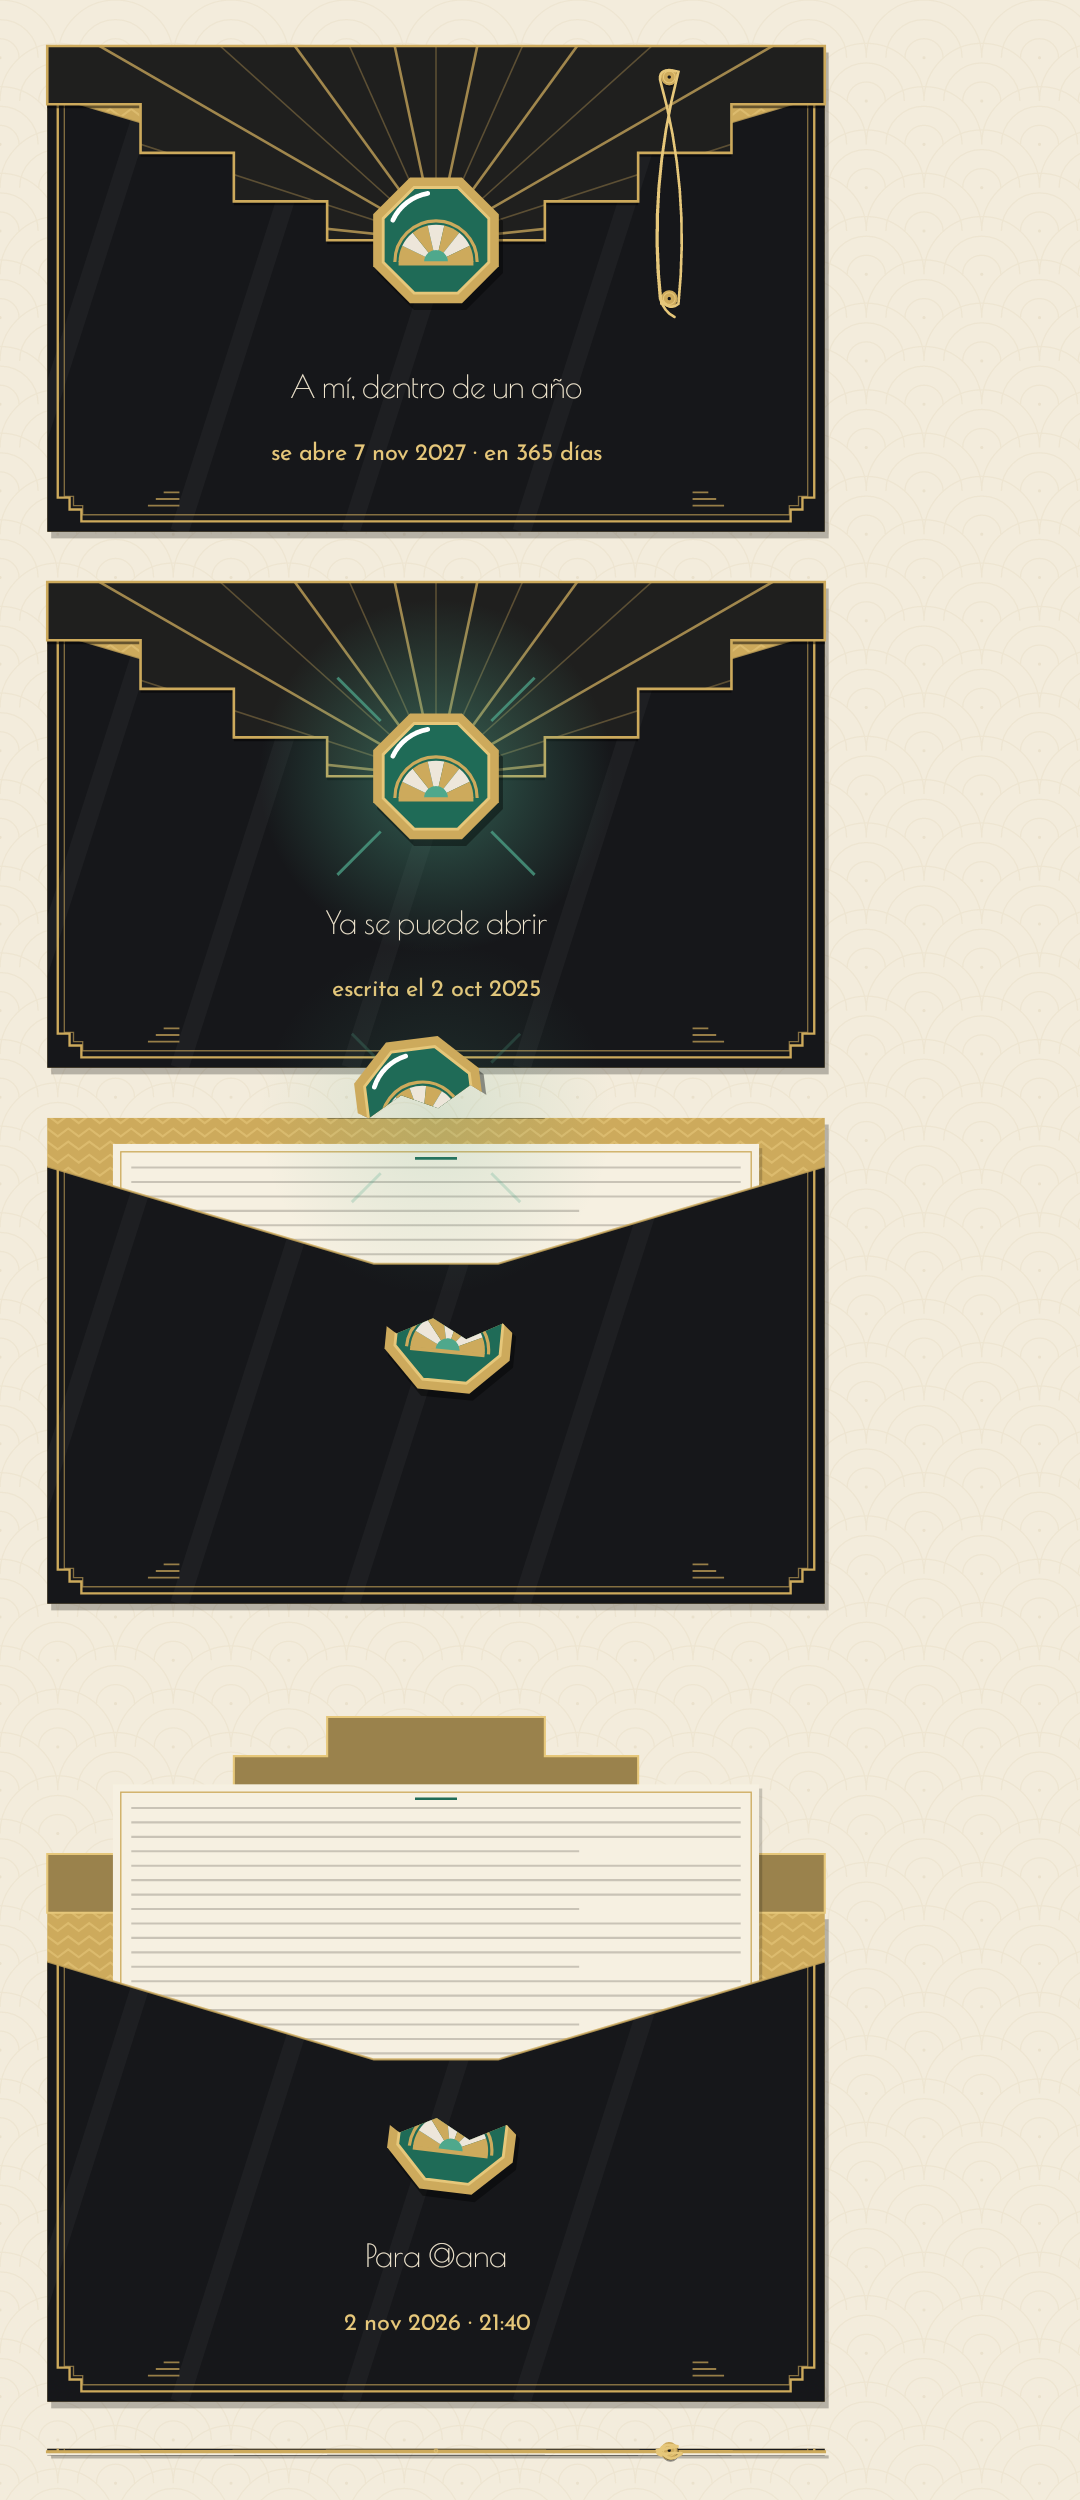 A mí, dentro de un año
se abre 7 nov 2027 · en 365 días
Ya se puede abrir
escrita el 2 oct 2025
Para @ana
2 nov 2026 · 21:40